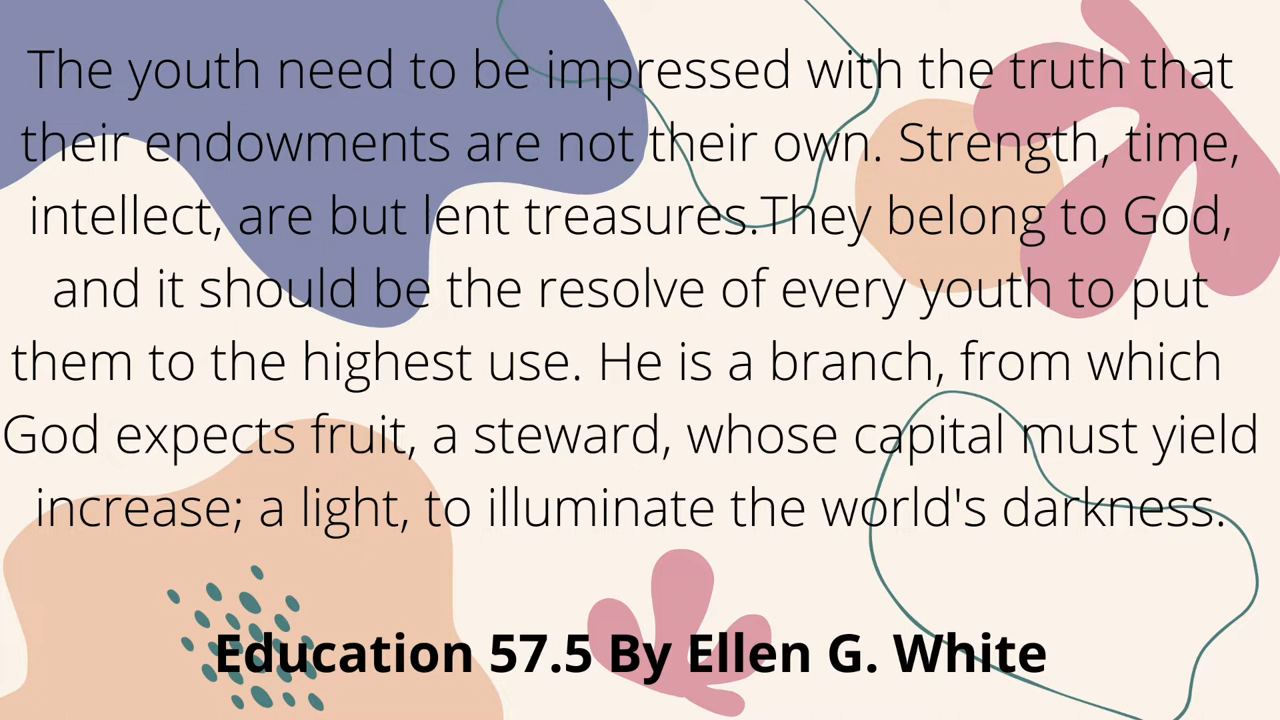 The youth need to be impressed with the truth that
their endowments are not their own. Strength, time,
intellect, are but lent treasures.They belong to God,
and it should be the resolve of every youth to put
them to the highest use. He is a branch, from which
God expects fruit, a steward, whose capital must yield
increase; a light, to illuminate the world's darkness.
Education 57.5 By Ellen G. White